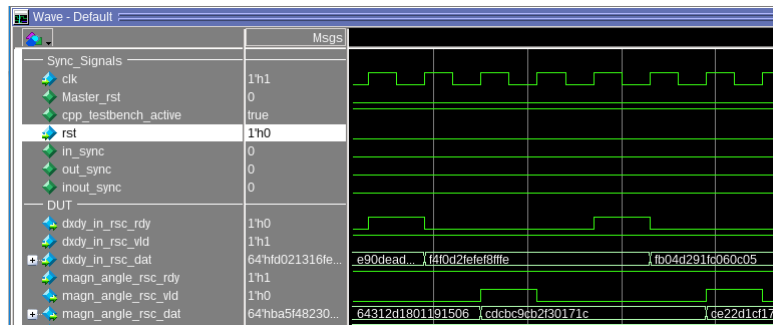 Wave - Default
Msgs
Sync_Signals
clk 1'h1
Master_rst 0
cpp_testbench_active true
rst 1'h0
in_sync 0
out_sync 0
inout_sync 0
DUT
dxdy_in_rsc_rdy 1'h0
dxdy_in_rsc_vld 1'h1
dxdy_in_rsc_dat 64'hfd021316fe... e90dead... f4f0d2fefef8fffe fb04d291fc060c05
magn_angle_rsc_rdy 1'h1
magn_angle_rsc_vld 1'h0
magn_angle_rsc_dat 64'hba5f48230... 64312d1801191506 cdcbc9cb2f30171c ce22d1cf17